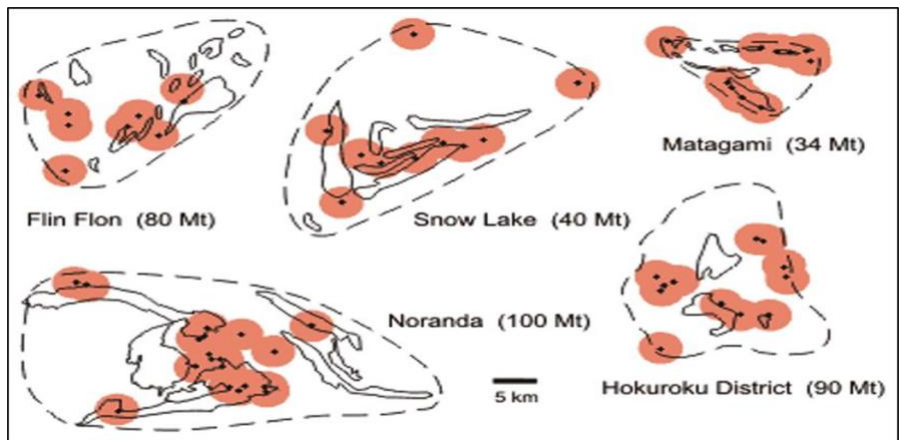 Matagami (34 Mt)
Flin Flon (80 Mt)
Snow Lake (40 Mt)
Noranda (100 Mt)
5 km
Hokuroku District (90 Mt)